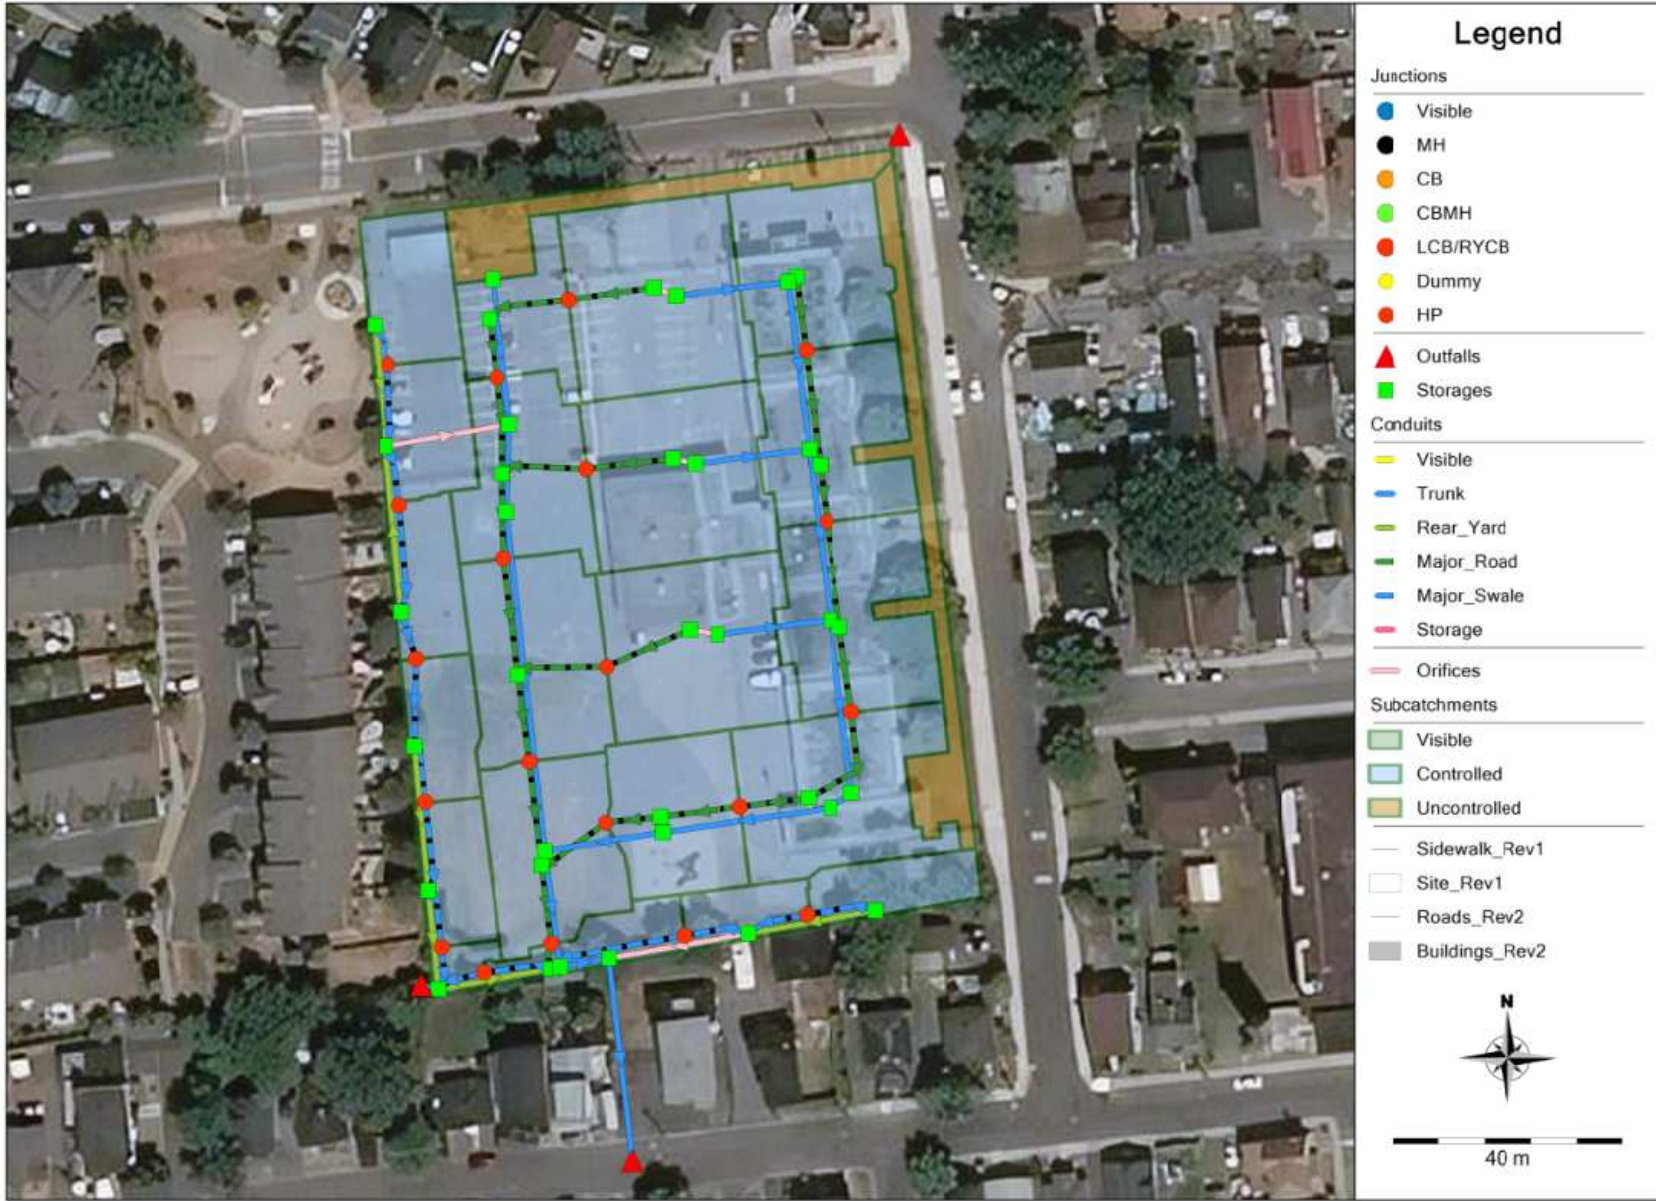 Legend
Junctions
Visible
MH
CB
CBMH
LCB/RYCB
Dummy
HP
Outfalls
Storages
Conduits
Visible
Trunk
Rear_Yard
Major_Road
Major_Swale
Storage
Orifices
Subcatchments
Visible
Controlled
Uncontrolled
Sidewalk_Rev1
Site_Rev1
Roads_Rev2
Buildings_Rev2
N
40 m